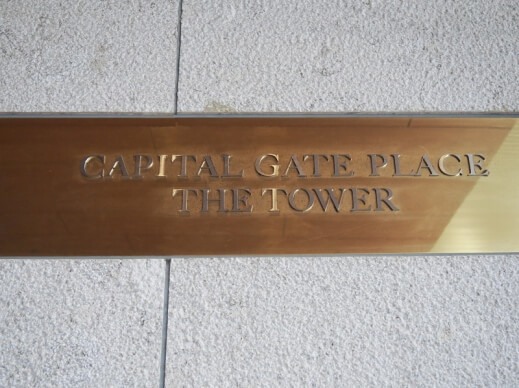 CAPITAL GATE PLACE
THE TOWER